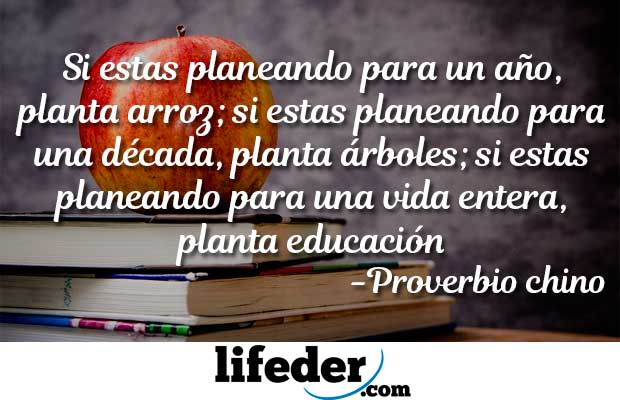 Si estas planeando para un año,
planta arroz; si estas planeando para
una década, planta árboles; si estas
planeando para una vida entera,
planta educación
-Proverbio chino
lifeder.com